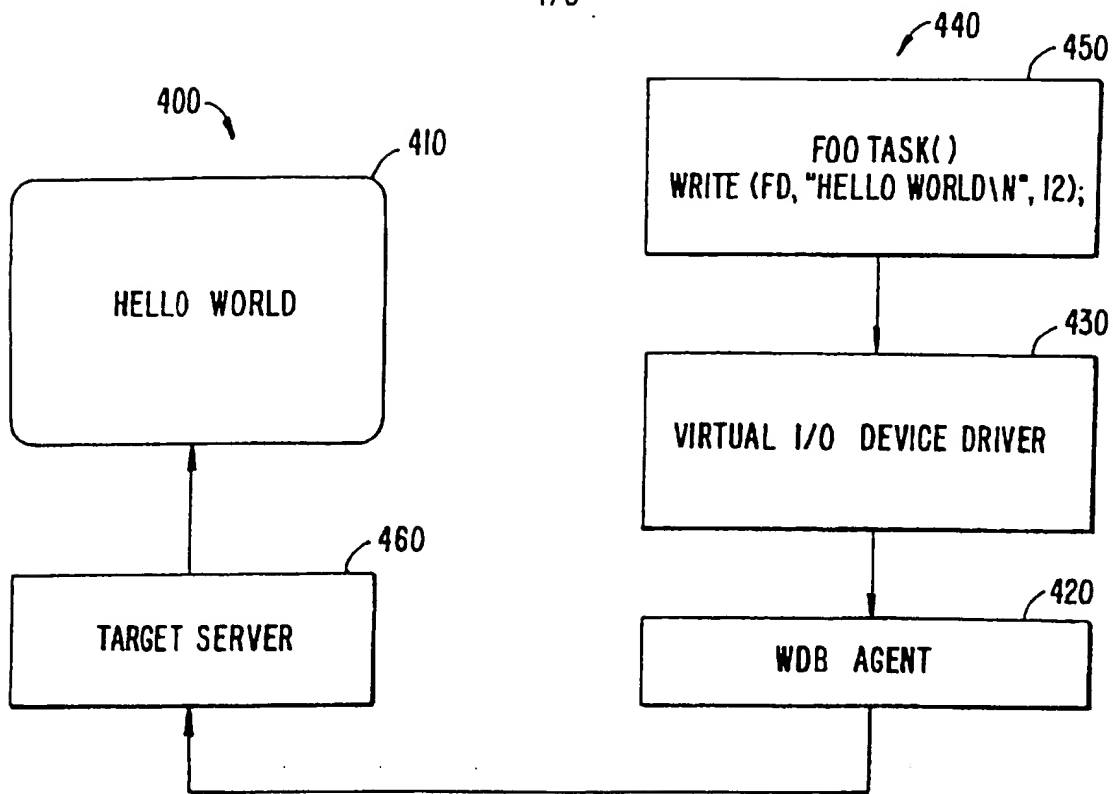 440
450
400
410
FOO TASK()
WRITE (FD, "HELLO WORLD\N", 12);
HELLO WORLD
430
VIRTUAL I/O DEVICE DRIVER
460
420
TARGET SERVER
WDB AGENT